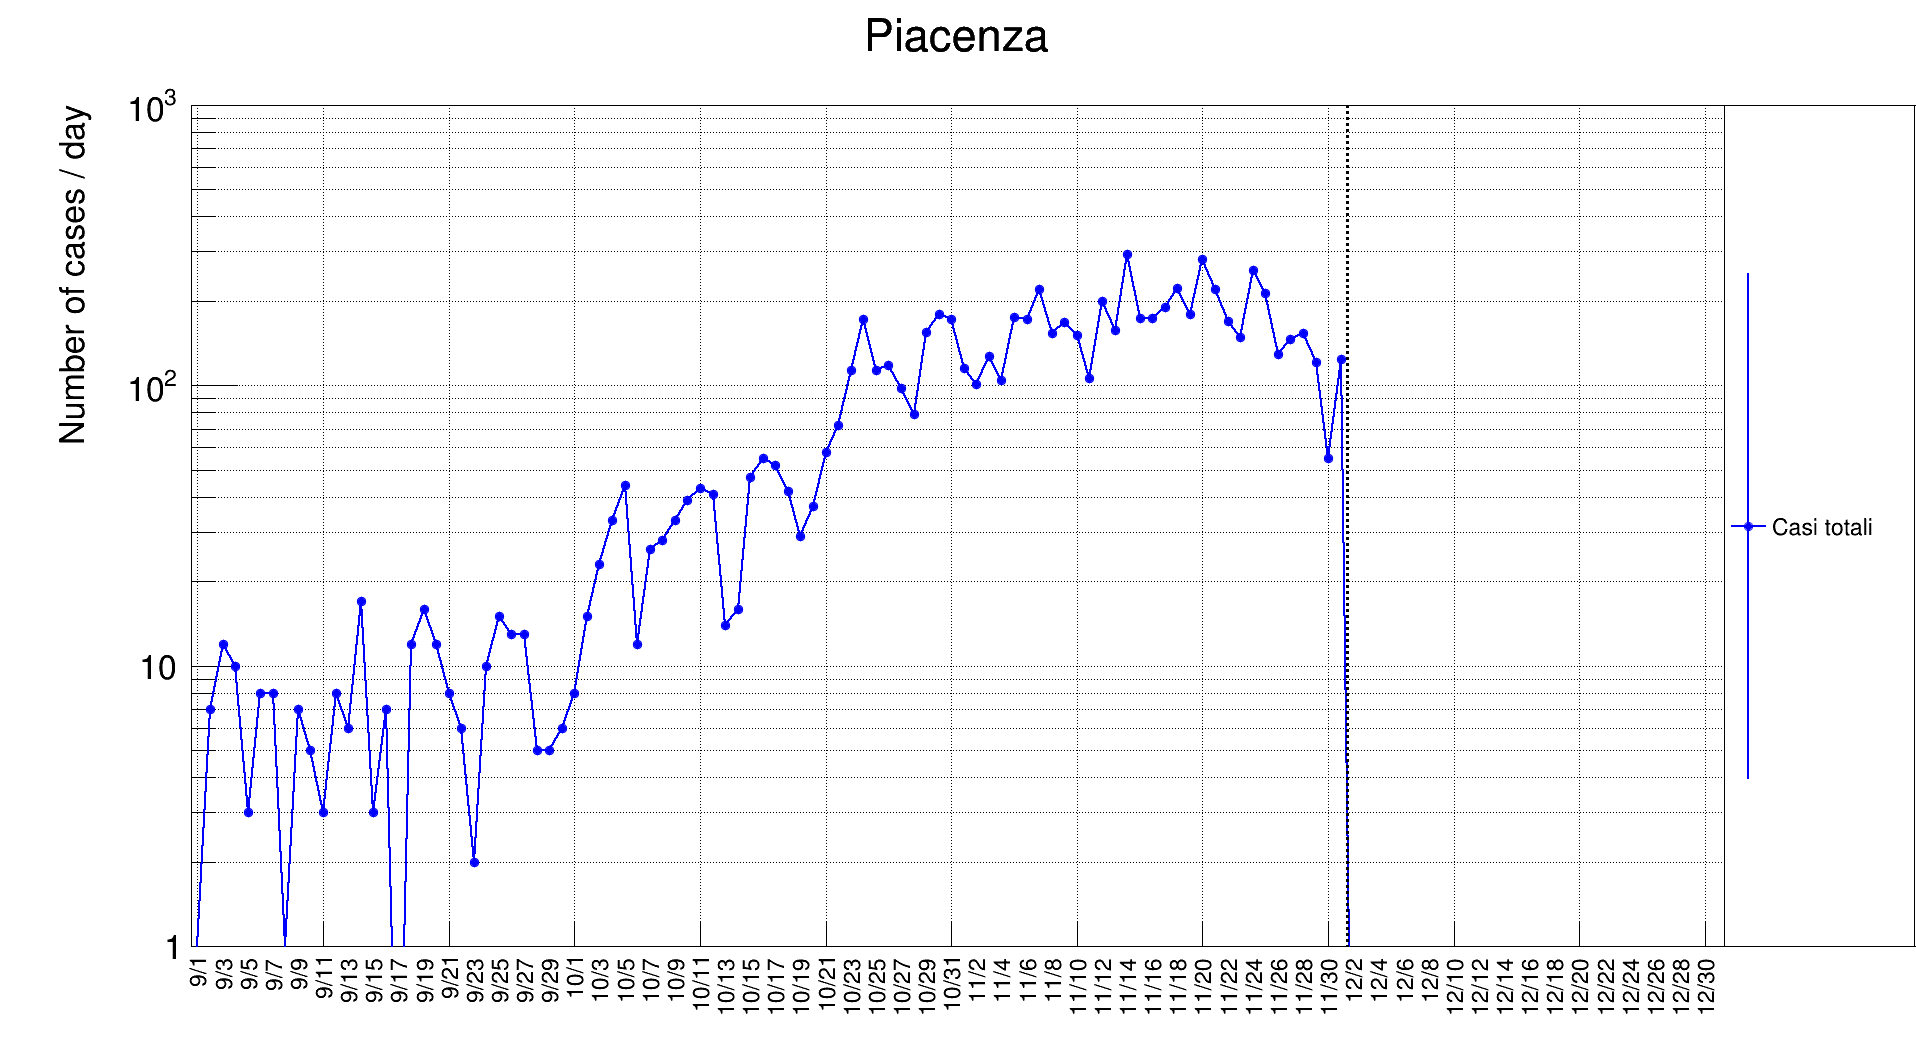 Piacenza
Number of cases / day
10³
10²
10
1
9/1 9/3 9/5 9/7 9/9 9/11 9/13 9/15 9/17 9/19 9/21 9/23 9/25 9/27 9/29 10/1 10/3 10/5 10/7 10/9 10/11 10/13 10/15 10/17 10/19 10/21 10/23 10/25 10/27 10/29 10/31 11/2 11/4 11/6 11/8 11/10 11/12 11/14 11/16 11/18 11/20 11/22 11/24 11/26 11/28 11/30 12/2 12/4 12/6 12/8 12/10 12/12 12/14 12/16 12/18 12/20 12/22 12/24 12/26 12/28 12/30
Casi totali